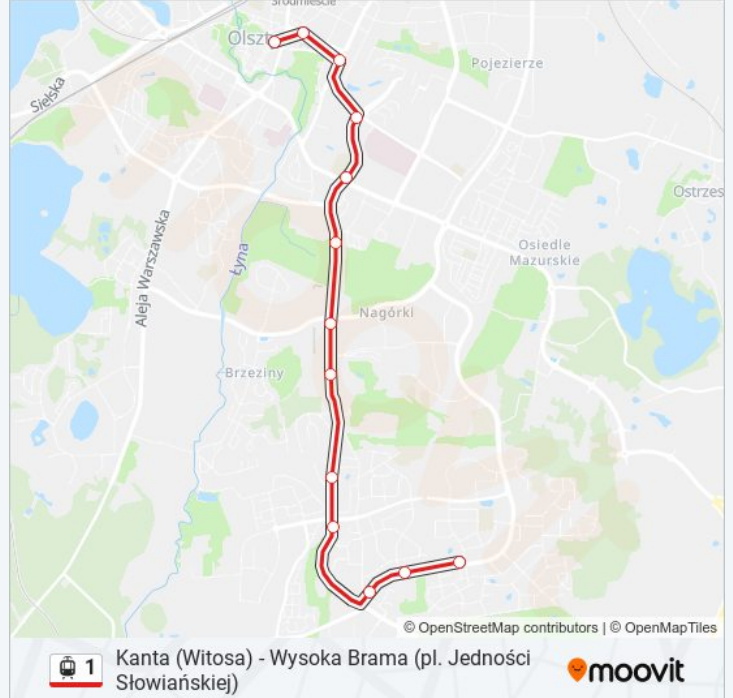 Śródmieście
Olszt
Pojezierze
Sielska
Ostrzes
Aleja Warszawska
Łyna
Osiedle
Mazurskie
Nagórki
Brzeziny
© OpenStreetMap contributors | © OpenMapTiles
1
Kanta (Witosa) - Wysoka Brama (pl. Jedności
Słowiańskiej)
moovit